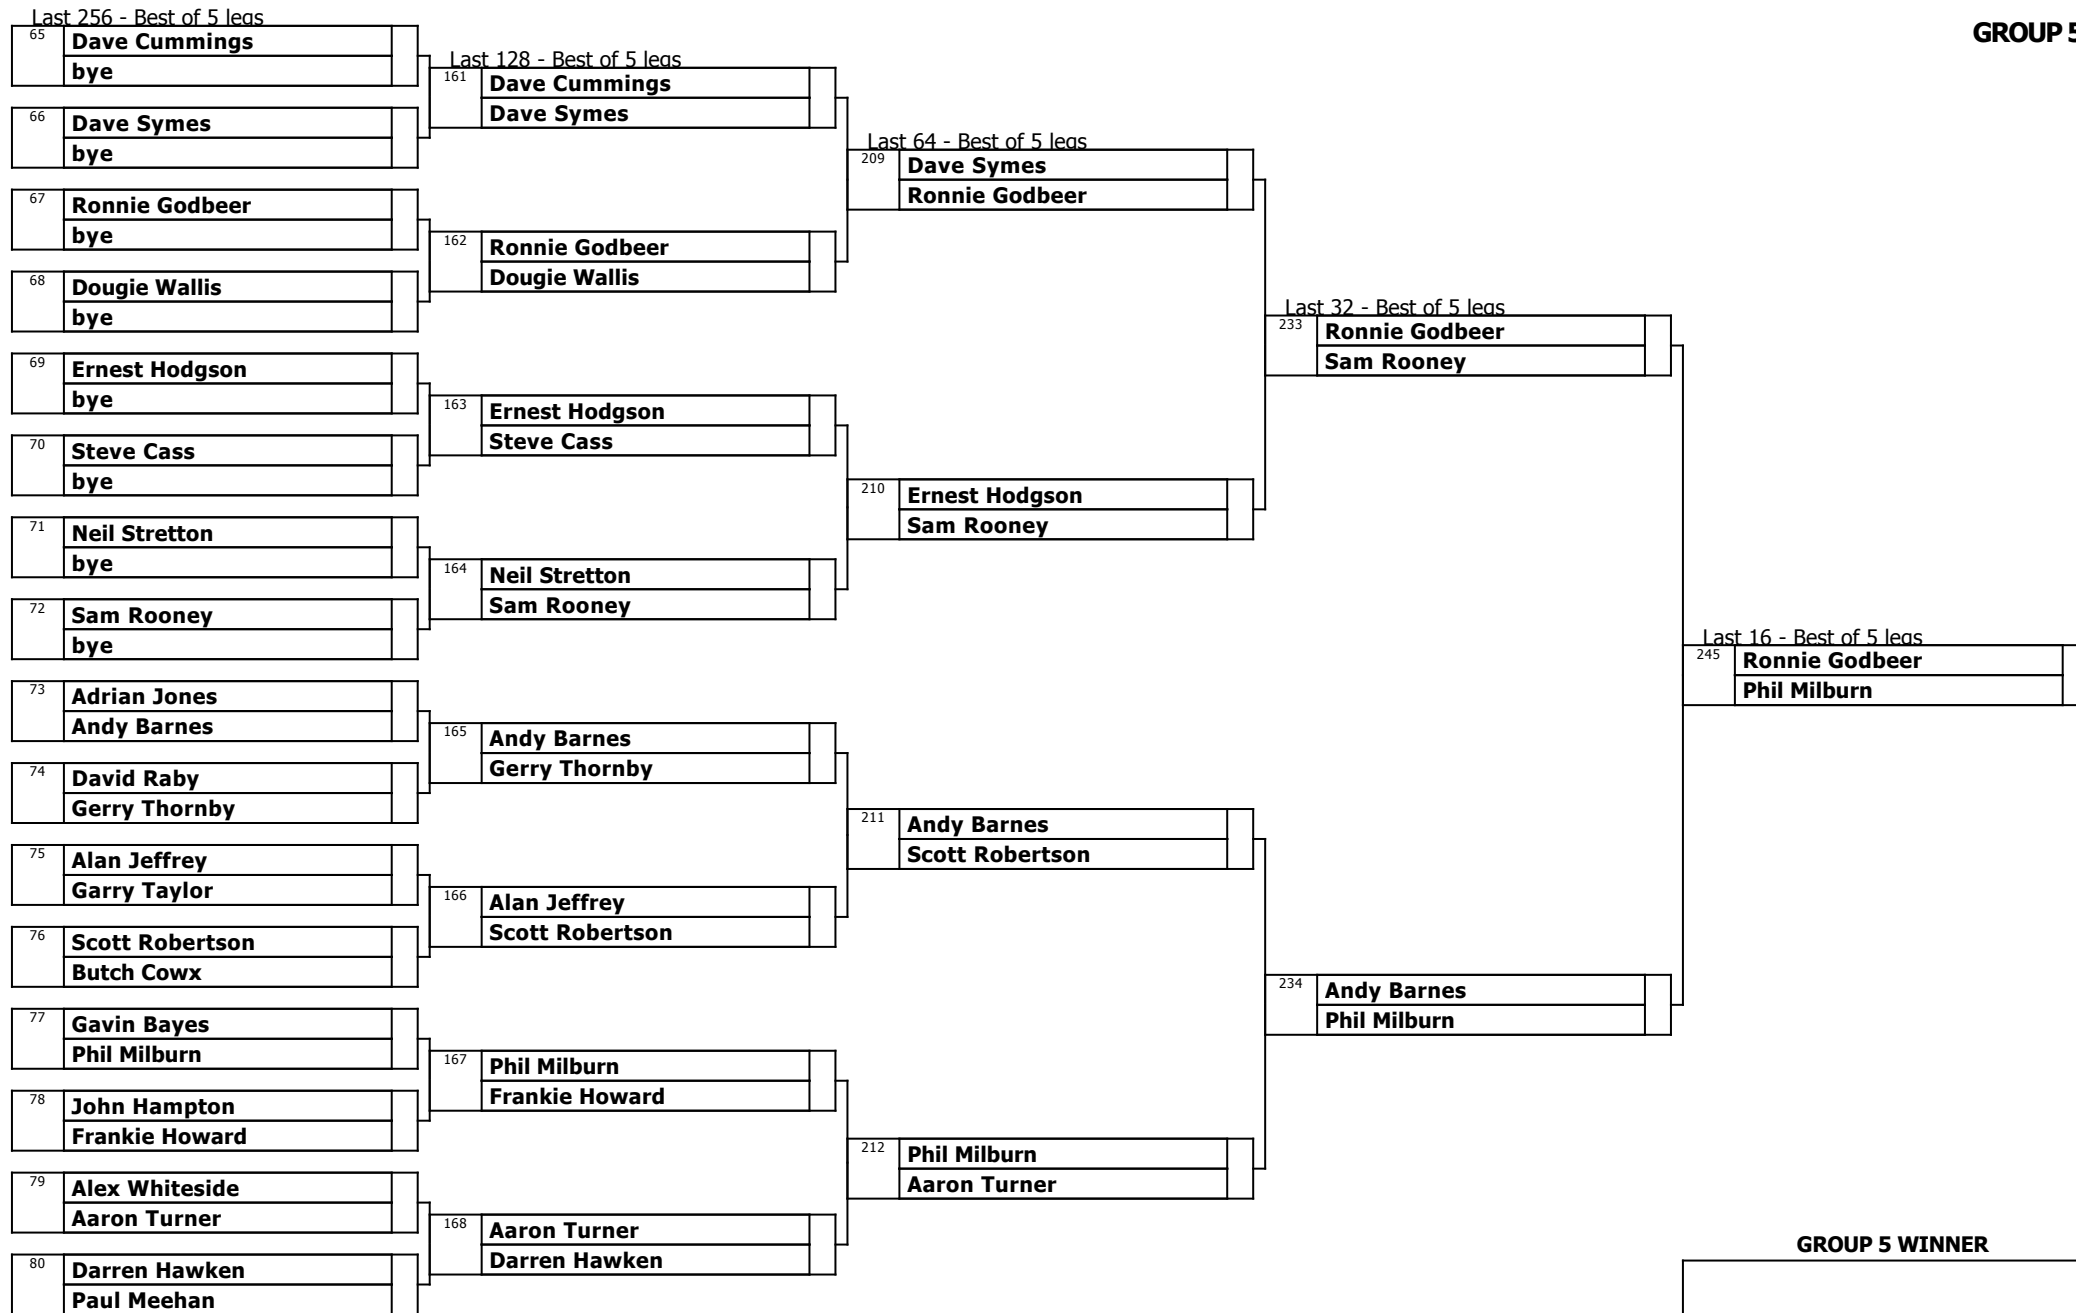 Last 256 - Best of 5 legs
GROUP 5
65 Dave Cummings
bye
66 Dave Symes
bye
67 Ronnie Godbeer
bye
68 Dougie Wallis
bye
69 Ernest Hodgson
bye
70 Steve Cass
bye
71 Neil Stretton
bye
72 Sam Rooney
bye
73 Adrian Jones
Andy Barnes
74 David Raby
Gerry Thornby
75 Alan Jeffrey
Garry Taylor
76 Scott Robertson
Butch Cowx
77 Gavin Bayes
Phil Milburn
78 John Hampton
Frankie Howard
79 Alex Whiteside
Aaron Turner
80 Darren Hawken
Paul Meehan
Last 128 - Best of 5 legs
161 Dave Cummings
Dave Symes
162 Ronnie Godbeer
Dougie Wallis
163 Ernest Hodgson
Steve Cass
164 Neil Stretton
Sam Rooney
165 Andy Barnes
Gerry Thornby
166 Alan Jeffrey
Scott Robertson
167 Phil Milburn
Frankie Howard
168 Aaron Turner
Darren Hawken
Last 64 - Best of 5 legs
209 Dave Symes
Ronnie Godbeer
210 Ernest Hodgson
Sam Rooney
211 Andy Barnes
Scott Robertson
212 Phil Milburn
Aaron Turner
Last 32 - Best of 5 legs
233 Ronnie Godbeer
Sam Rooney
234 Andy Barnes
Phil Milburn
Last 16 - Best of 5 legs
245 Ronnie Godbeer
Phil Milburn
GROUP 5 WINNER